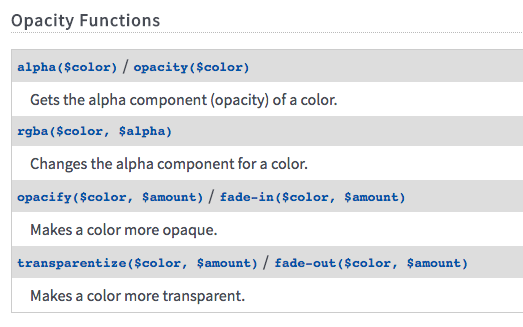 Opacity Functions
alpha($color) / opacity($color)
Gets the alpha component (opacity) of a color.
rgba($color, $alpha)
Changes the alpha component for a color.
opacify($color, $amount) / fade-in($color, $amount)
Makes a color more opaque.
transparentize($color, $amount) / fade-out($color, $amount)
Makes a color more transparent.